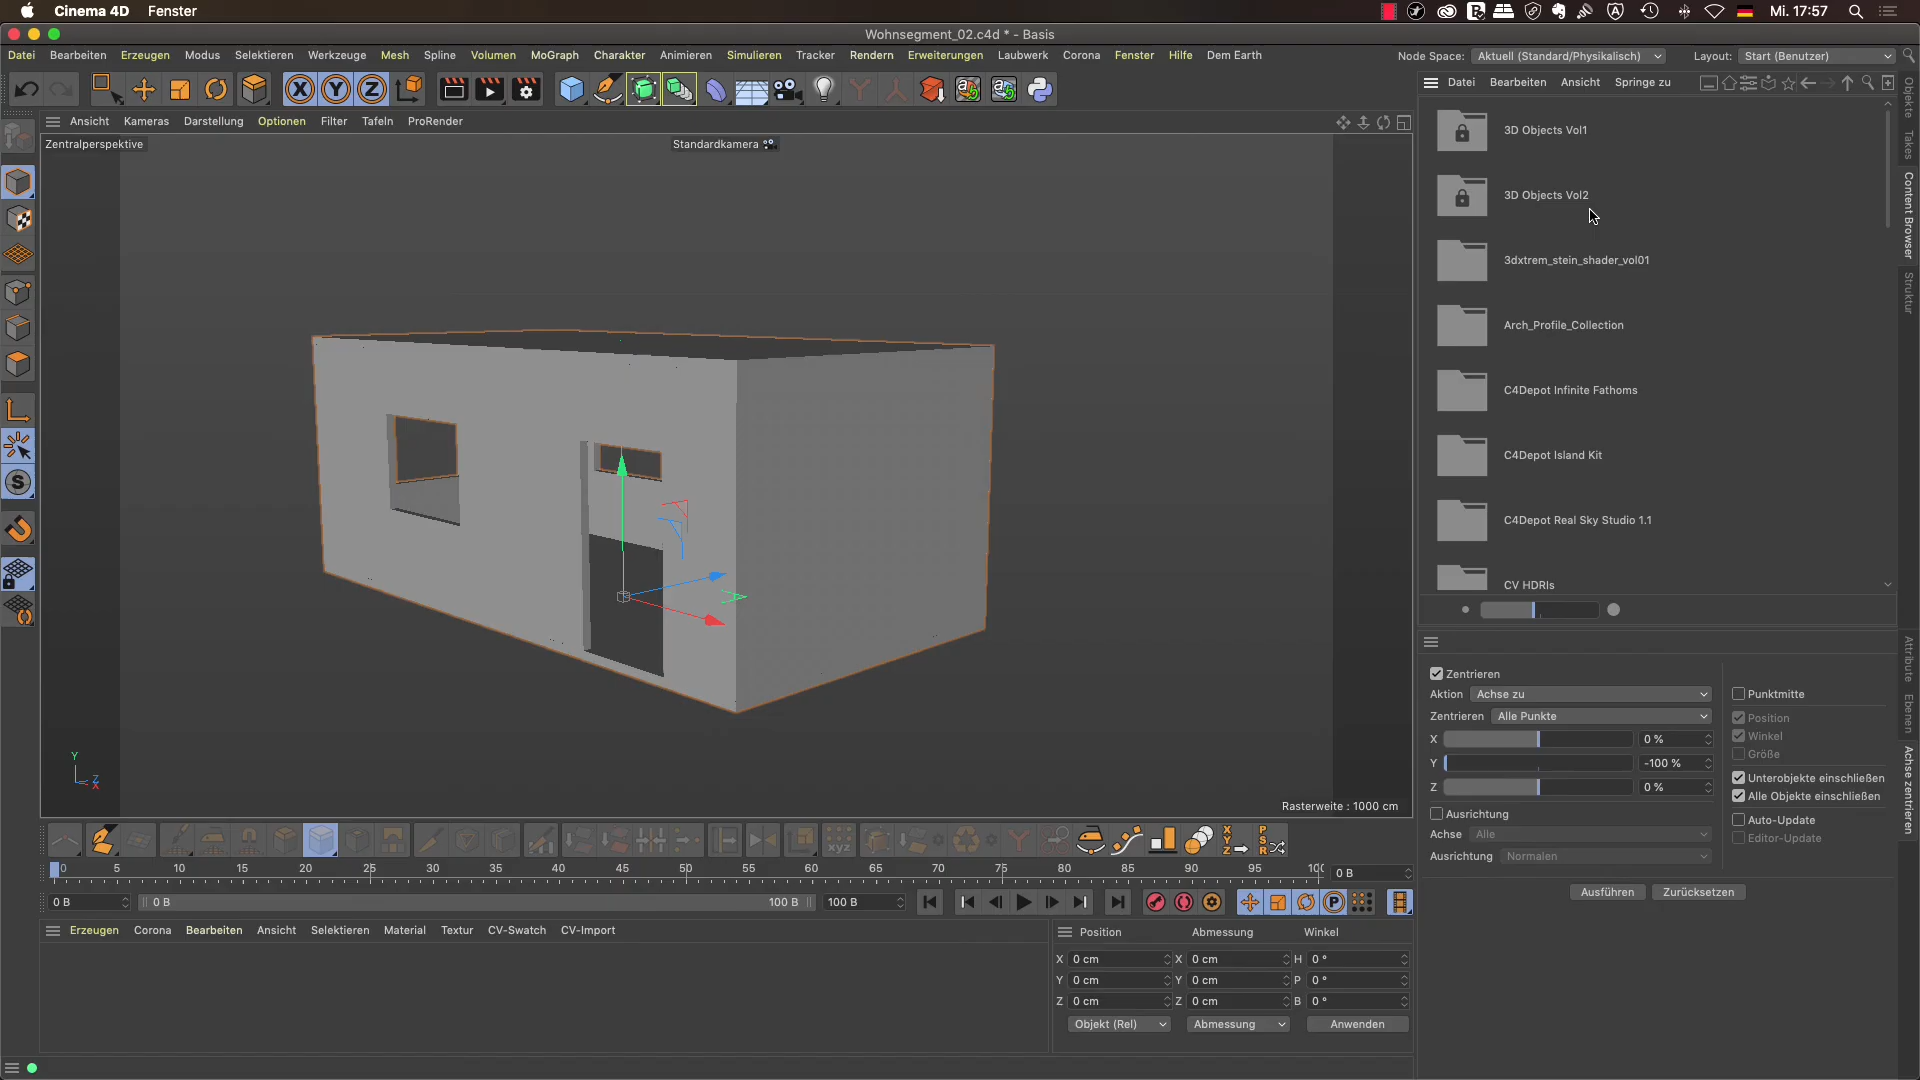 Cinema 4D Fenster
Mi. 17:57
Wohnsegment_02.c4d * - Basis
Datei Bearbeiten Erzeugen Modus Selektieren Werkzeuge Mesh Spline Volumen MoGraph Charakter Animieren Simulieren Tracker Rendern Erweiterungen Laubwerk Corona Fenster Hilfe Dem Earth
Node Space: Aktuell (Standard/Physikalisch) Layout: Start (Benutzer)
X Y Z
Datei Bearbeiten Ansicht Springe zu
Ansicht Kameras Darstellung Optionen Filter Tafeln ProRender
Zentralperspektive
Standardkamera
3D Objects Vol1
3D Objects Vol2
3dxtrem_stein_shader_vol01
Arch_Profile_Collection
C4Depot Infinite Fathoms
C4Depot Island Kit
C4Depot Real Sky Studio 1.1
CV HDRIs
Objekte
Takes
Content Browser
Struktur
Attribute
Ebenen
Achse zentrieren
Zentrieren
Aktion Achse zu
Zentrieren Alle Punkte
X 0 %
Y -100 %
Z 0 %
Ausrichtung
Achse Alle
Ausrichtung Normalen
Punktmitte
Position
Winkel
Größe
Unterobjekte einschließen
Alle Objekte einschließen
Auto-Update
Editor-Update
Ausführen Zurücksetzen
Y
Z
X
Rasterweite : 1000 cm
0 5 10 15 20 25 30 35 40 45 50 55 60 65 70 75 80 85 90 95 100
0 B
0 B 0 B 100 B 100 B
Erzeugen Corona Bearbeiten Ansicht Selektieren Material Textur CV-Swatch CV-Import
Position Abmessung Winkel
X 0 cm X 0 cm H 0 °
Y 0 cm Y 0 cm P 0 °
Z 0 cm Z 0 cm B 0 °
Objekt (Rel) Abmessung Anwenden